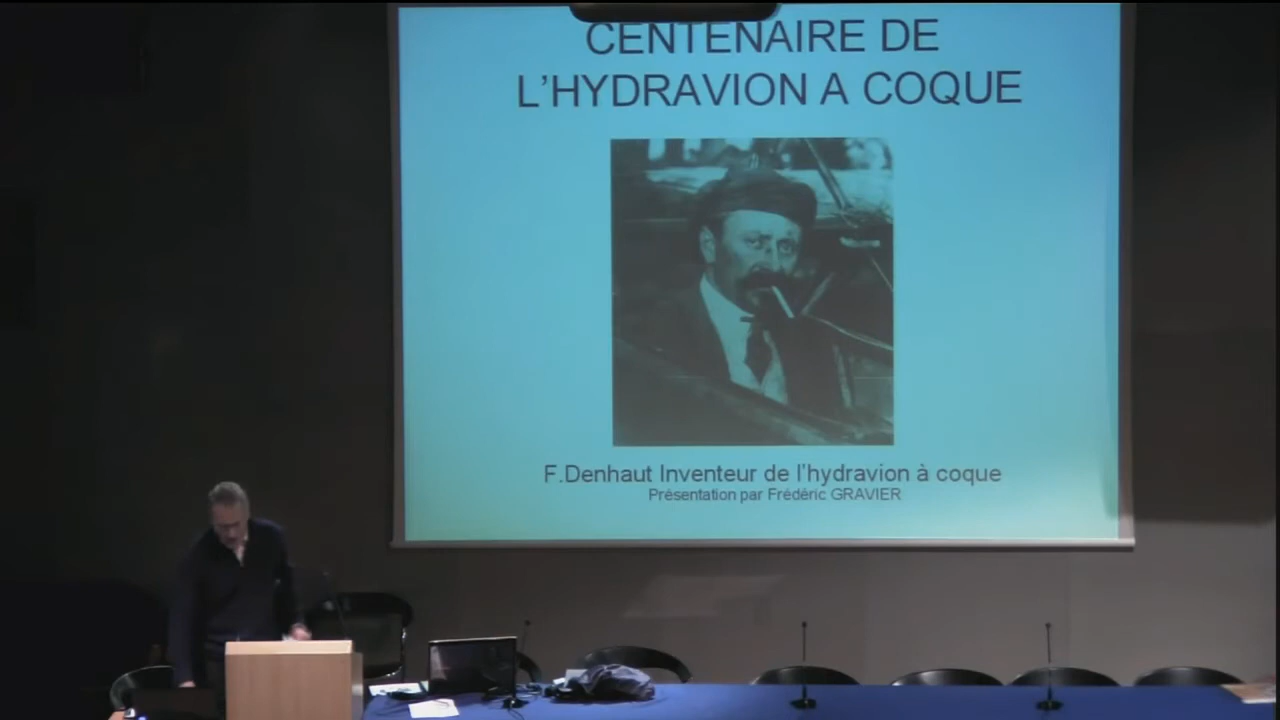 CENTENAIRE DE
L'HYDRAVION A COQUE
F.Denhaut Inventeur de l'hydravion à coque
Présentation par Frédéric GRAVIER